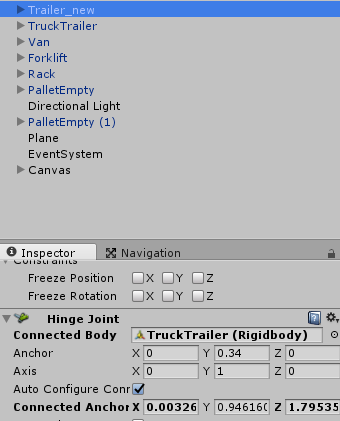 Trailer_new
TruckTrailer
Van
Forklift
Rack
PalletEmpty
Directional Light
PalletEmpty (1)
Plane
EventSystem
Canvas
Inspector Navigation
Constraints
Freeze Position X Y Z
Freeze Rotation X Y Z
Hinge Joint
Connected Body TruckTrailer (Rigidbody)
Anchor X 0 Y 0.34 Z 0
Axis X 0 Y 1 Z 0
Auto Configure Conn
Connected Anchor X 0.00326 Y 0.946160 Z 1.79535